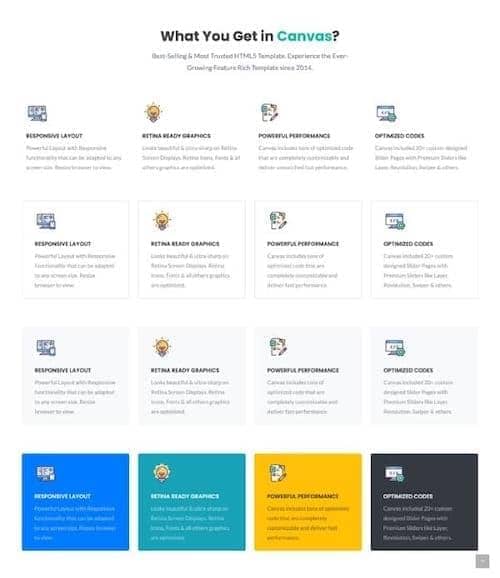 What You Get in Canvas?
Best-Selling & Most Trusted HTML5 Template. Experience the Ever-
Growing Feature Rich Template since 2014.
RESPONSIVE LAYOUT
Powerful Layout with Responsive
functionality that can be adapted to any
screen size. Resize browser to view.
RETINA READY GRAPHICS
Looks beautiful & ultra-sharp on Retina
Screen Displays. Retina Icons, Fonts & all
others graphics are optimized.
POWERFUL PERFORMANCE
Canvas includes tons of optimized code
that are completely customizable and
deliver unmatched fast performance.
OPTIMIZED CODES
Canvas included 20+ custom designed
Slider Pages with Premium Sliders like
Layer, Revolution, Swiper & others.
RESPONSIVE LAYOUT
Powerful Layout with Responsive
functionality that can be adapted
to any screen size. Resize
browser to view.
RETINA READY GRAPHICS
Looks beautiful & ultra-sharp on
Retina Screen Displays. Retina
Icons, Fonts & all others graphics
are optimized.
POWERFUL PERFORMANCE
Canvas includes tons of
optimized code that are
completely customizable and
deliver fast performance.
OPTIMIZED CODES
Canvas included 20+ custom
designed Slider Pages with
Premium Sliders like Layer,
Revolution, Swiper & others.
RESPONSIVE LAYOUT
Powerful Layout with Responsive
functionality that can be adapted
to any screen size. Resize
browser to view.
RETINA READY GRAPHICS
Looks beautiful & ultra-sharp on
Retina Screen Displays. Retina
Icons, Fonts & all others graphics
are optimized.
POWERFUL PERFORMANCE
Canvas includes tons of
optimized code that are
completely customizable and
deliver fast performance.
OPTIMIZED CODES
Canvas included 20+ custom
designed Slider Pages with
Premium Sliders like Layer,
Revolution, Swiper & others.
RESPONSIVE LAYOUT
Powerful Layout with Responsive
functionality that can be adapted
to any screen size. Resize browser
to view.
RETINA READY GRAPHICS
Looks beautiful & ultra-sharp on
Retina Screen Displays. Retina
Icons, Fonts & all others graphics
are optimized.
POWERFUL PERFORMANCE
Canvas includes tons of optimized
code that are completely
customizable and deliver fast
performance.
OPTIMIZED CODES
Canvas included 20+ custom
designed Slider Pages with
Premium Sliders like Layer,
Revolution, Swiper & others.